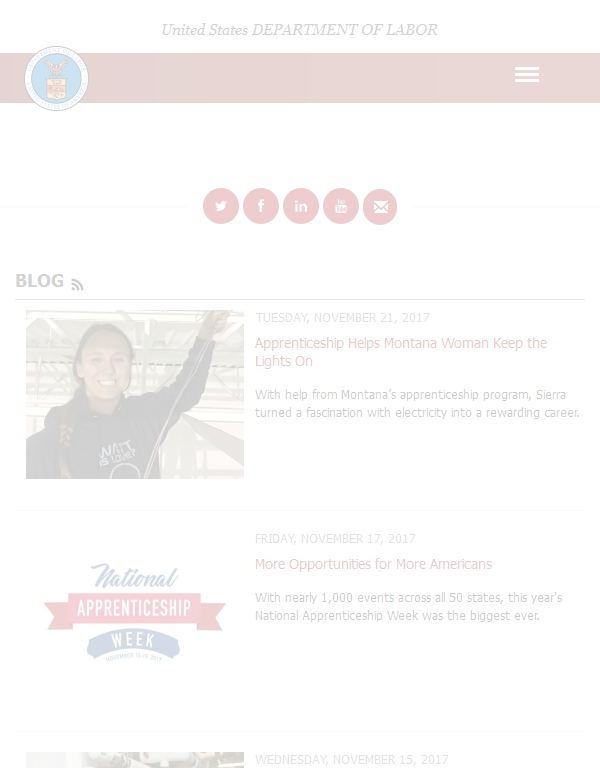 United States DEPARTMENT OF LABOR
BLOG
TUESDAY, NOVEMBER 21, 2017
Apprenticeship Helps Montana Woman Keep the
Lights On
With help from Montana’s apprenticeship program, Sierra
turned a fascination with electricity into a rewarding career.
WATT
IS LOVE?
FRIDAY, NOVEMBER 17, 2017
More Opportunities for More Americans
With nearly 1,000 events across all 50 states, this year's
National Apprenticeship Week was the biggest ever.
National
APPRENTICESHIP
WEEK
NOVEMBER 13-19, 2017
WEDNESDAY, NOVEMBER 15, 2017